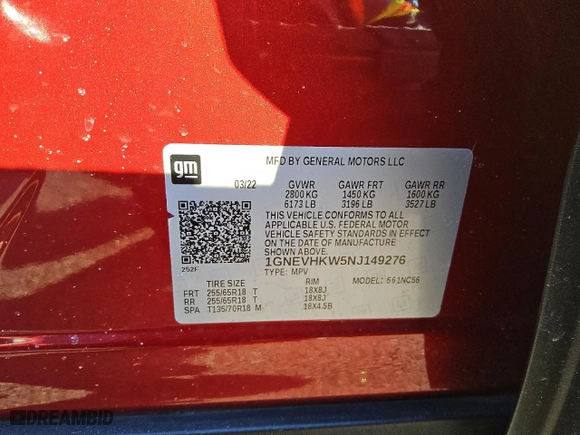 gm
MFD BY GENERAL MOTORS LLC
03/22 GVWR GAWR FRT GAWR RR
2800 KG 1450 KG 1600 KG
6173 LB 3196 LB 3527 LB
THIS VEHICLE CONFORMS TO ALL
APPLICABLE U.S. FEDERAL MOTOR
VEHICLE SAFETY STANDARDS IN EFFECT
ON THE DATE OF MANUFACTURE SHOWN ABOVE.
1GNEVHKW5NJ149276
252F
TYPE: MPV MODEL: 561NC56
TIRE SIZE RIM
FRT 255/65R18 T 18X8J
RR 255/65R18 T 18X8J
SPA T135/70R18 M 18X4.5B
DREAMBID